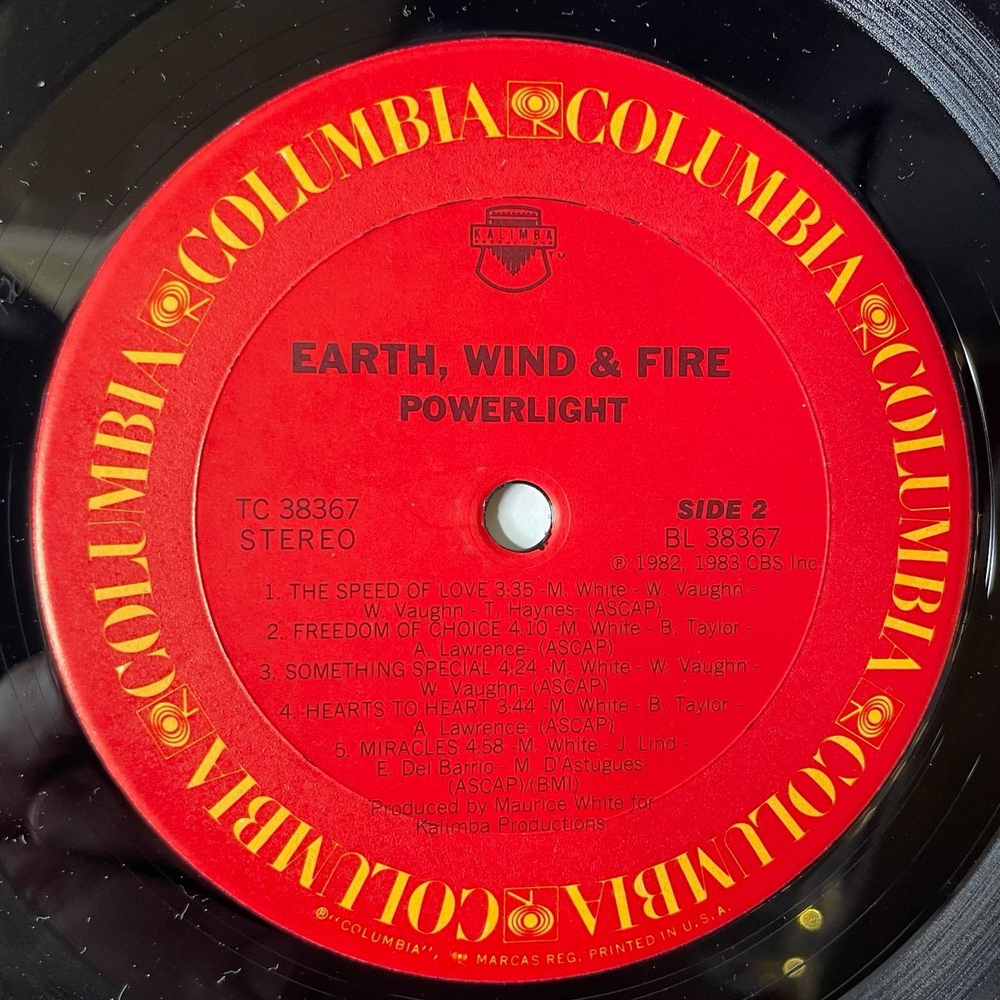 COLUMBIA COLUMBIA COLUMBIA COLUMBIA COLUMBIA COLUMBIA COLUMBIA COLUMBIA
KALIMBA
TM
EARTH, WIND & FIRE
POWERLIGHT
TC 38367
STEREO
SIDE 2
BL 38367
℗ 1982, 1983 CBS Inc.
1. THE SPEED OF LOVE 3:35 -M. White - W. Vaughn -
W. Vaughn - T. Haynes- (ASCAP)
2. FREEDOM OF CHOICE 4:10 -M. White - B. Taylor -
A. Lawrence- (ASCAP)
3. SOMETHING SPECIAL 4:24 -M. White - W. Vaughn -
W. Vaughn- (ASCAP)
4. HEARTS TO HEART 3:44 -M. White - B. Taylor -
A. Lawrence- (ASCAP)
5. MIRACLES 4:58 -M. White - J. Lind -
E. Del Barrio - M. D'Astugues-
(ASCAP)/(BMI)
Produced by Maurice White for
Kalimba Productions
®"COLUMBIA", MARCAS REG. PRINTED IN U.S.A.